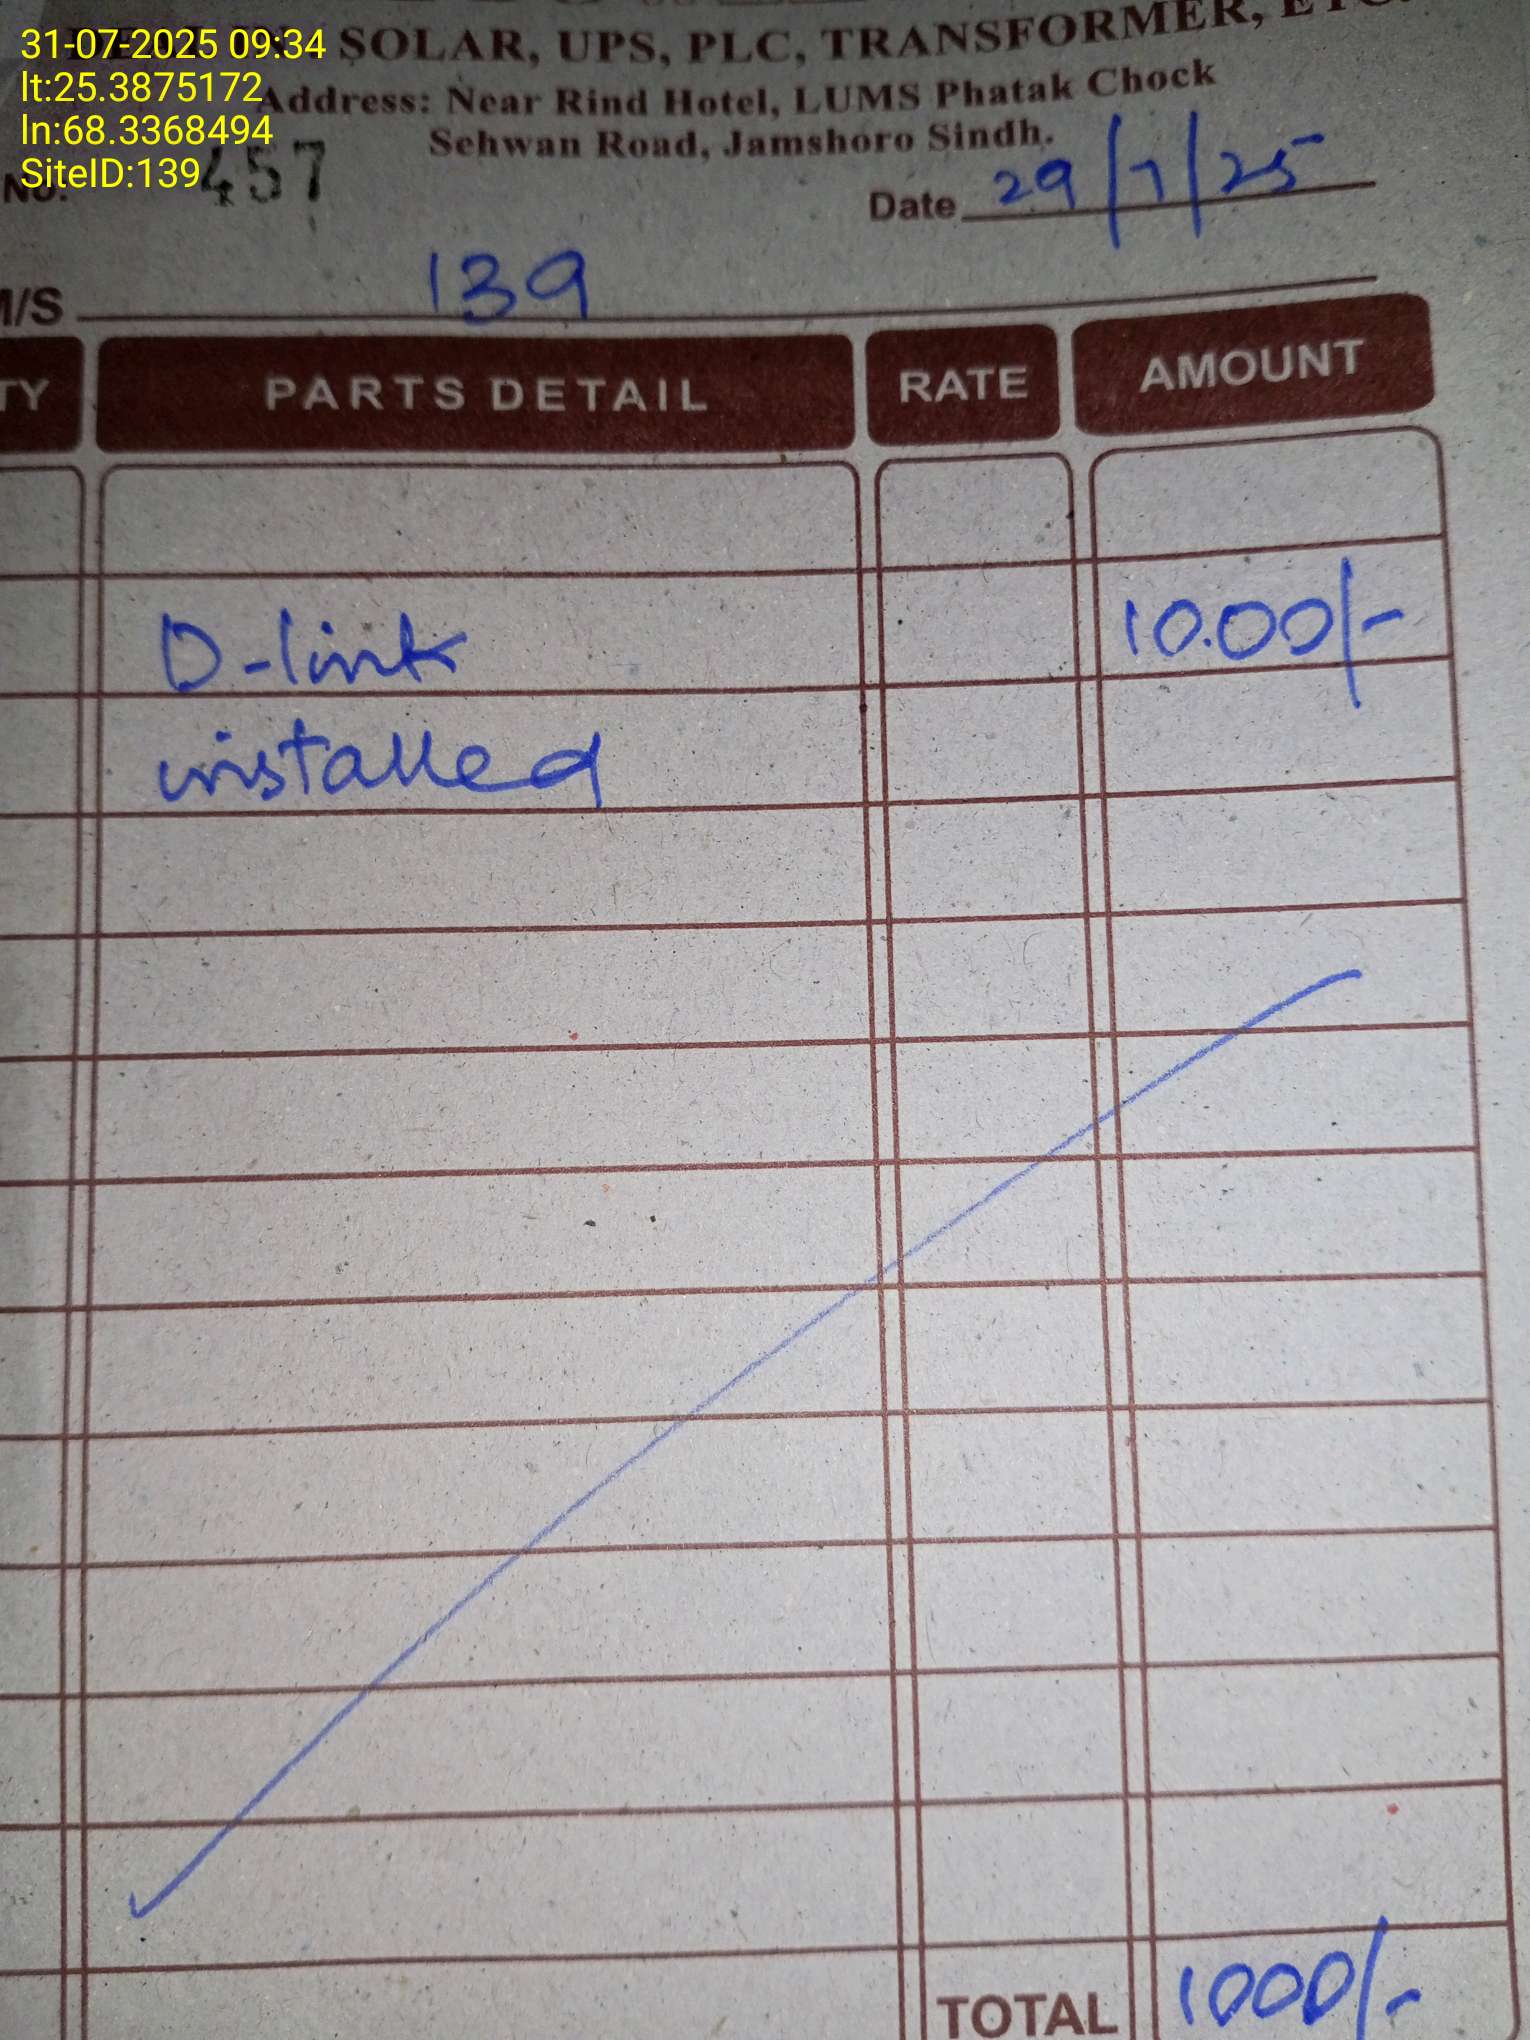 31-07-2025 09:34
lt:25.3875172
ln:68.3368494
SiteID:139
SOLAR, UPS, PLC, TRANSFORMER, ETC.
Address: Near Rind Hotel, LUMS Phatak Chock
Sehwan Road, Jamshoro Sindh.
No. 457
Date 29/7/25
M/S 139
TY PARTS DETAIL RATE AMOUNT
D-link 10.00/-
installed
TOTAL 1000/-